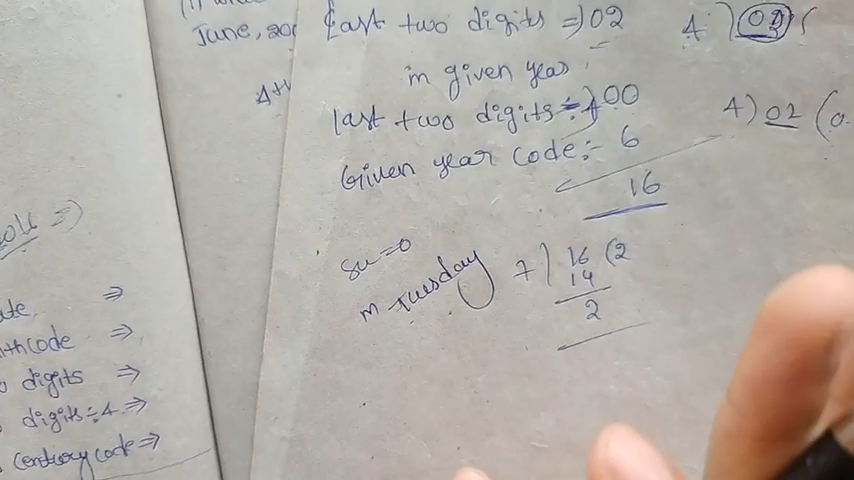 June, 20
Last two digits => 02
in given year
last two digits ÷ 4 00
Given year code:- 6
16
4 ) 02 (
4) 02 (0
Su=0
m Tuesday
7 ) 16 (2
14
2
=>
=>
digits =>
digits÷4 =>
century code =>